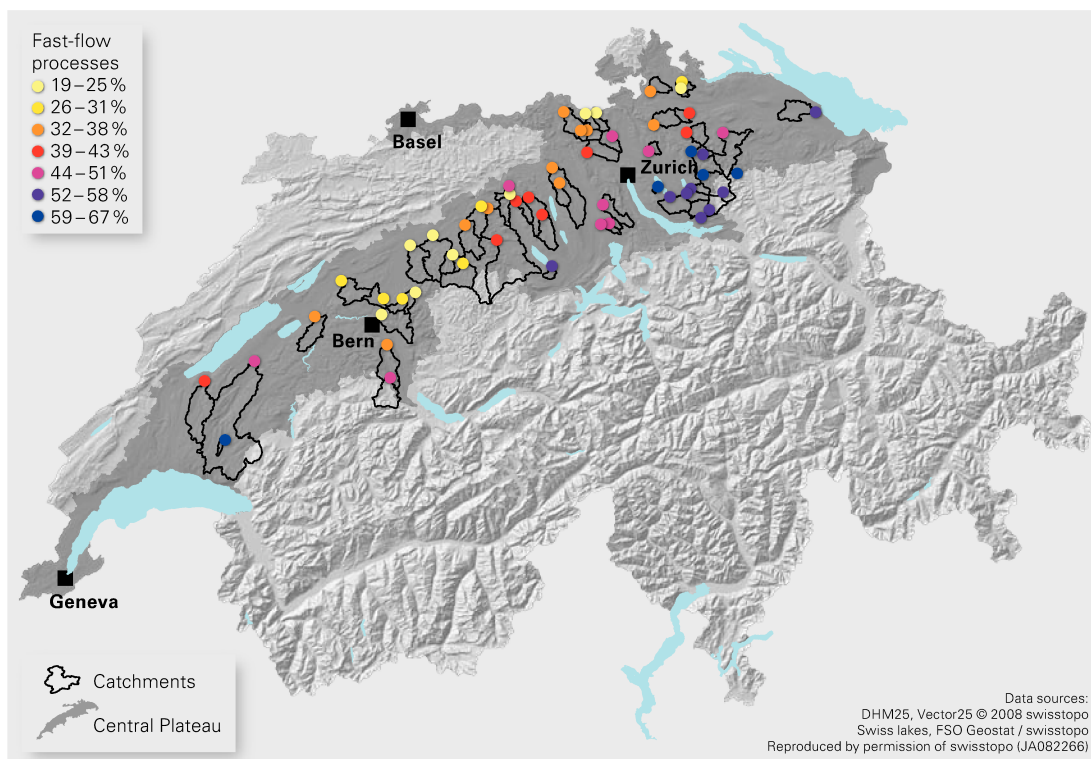 Fast-flow
processes
19–25 %
26–31 %
32–38 %
39–43 %
44–51 %
52–58 %
59–67 %
Basel
Zurich
Bern
Geneva
Catchments
Central Plateau
Data sources:
DHM25, Vector25 © 2008 swisstopo
Swiss lakes, FSO Geostat / swisstopo
Reproduced by permission of swisstopo (JA082266)